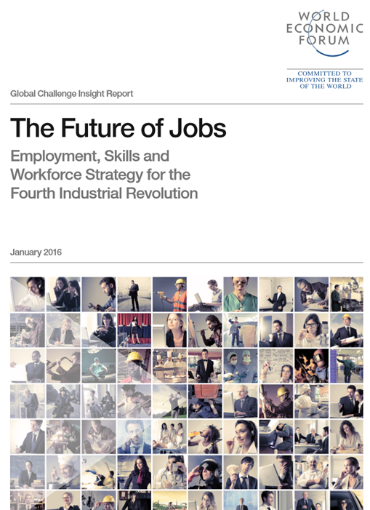 WORLD
ECONOMIC
FORUM
COMMITTED TO
IMPROVING THE STATE
OF THE WORLD
Global Challenge Insight Report
The Future of Jobs
Employment, Skills and
Workforce Strategy for the
Fourth Industrial Revolution
January 2016